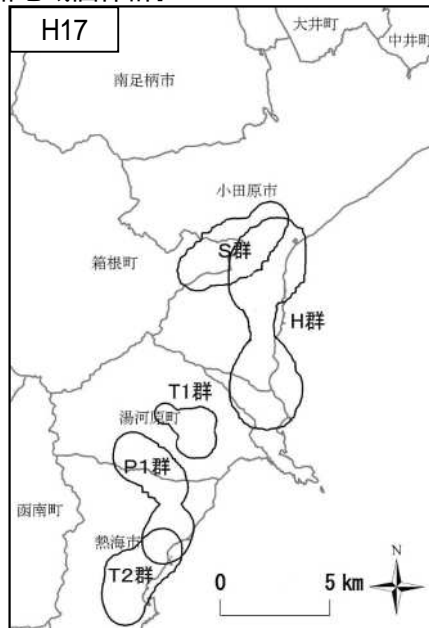 H17
大井町
中井町
南足柄市
小田原市
S群
箱根町
H群
T1群
湯河原町
P1群
函南町
熱海市
T2群
N
0 5 km